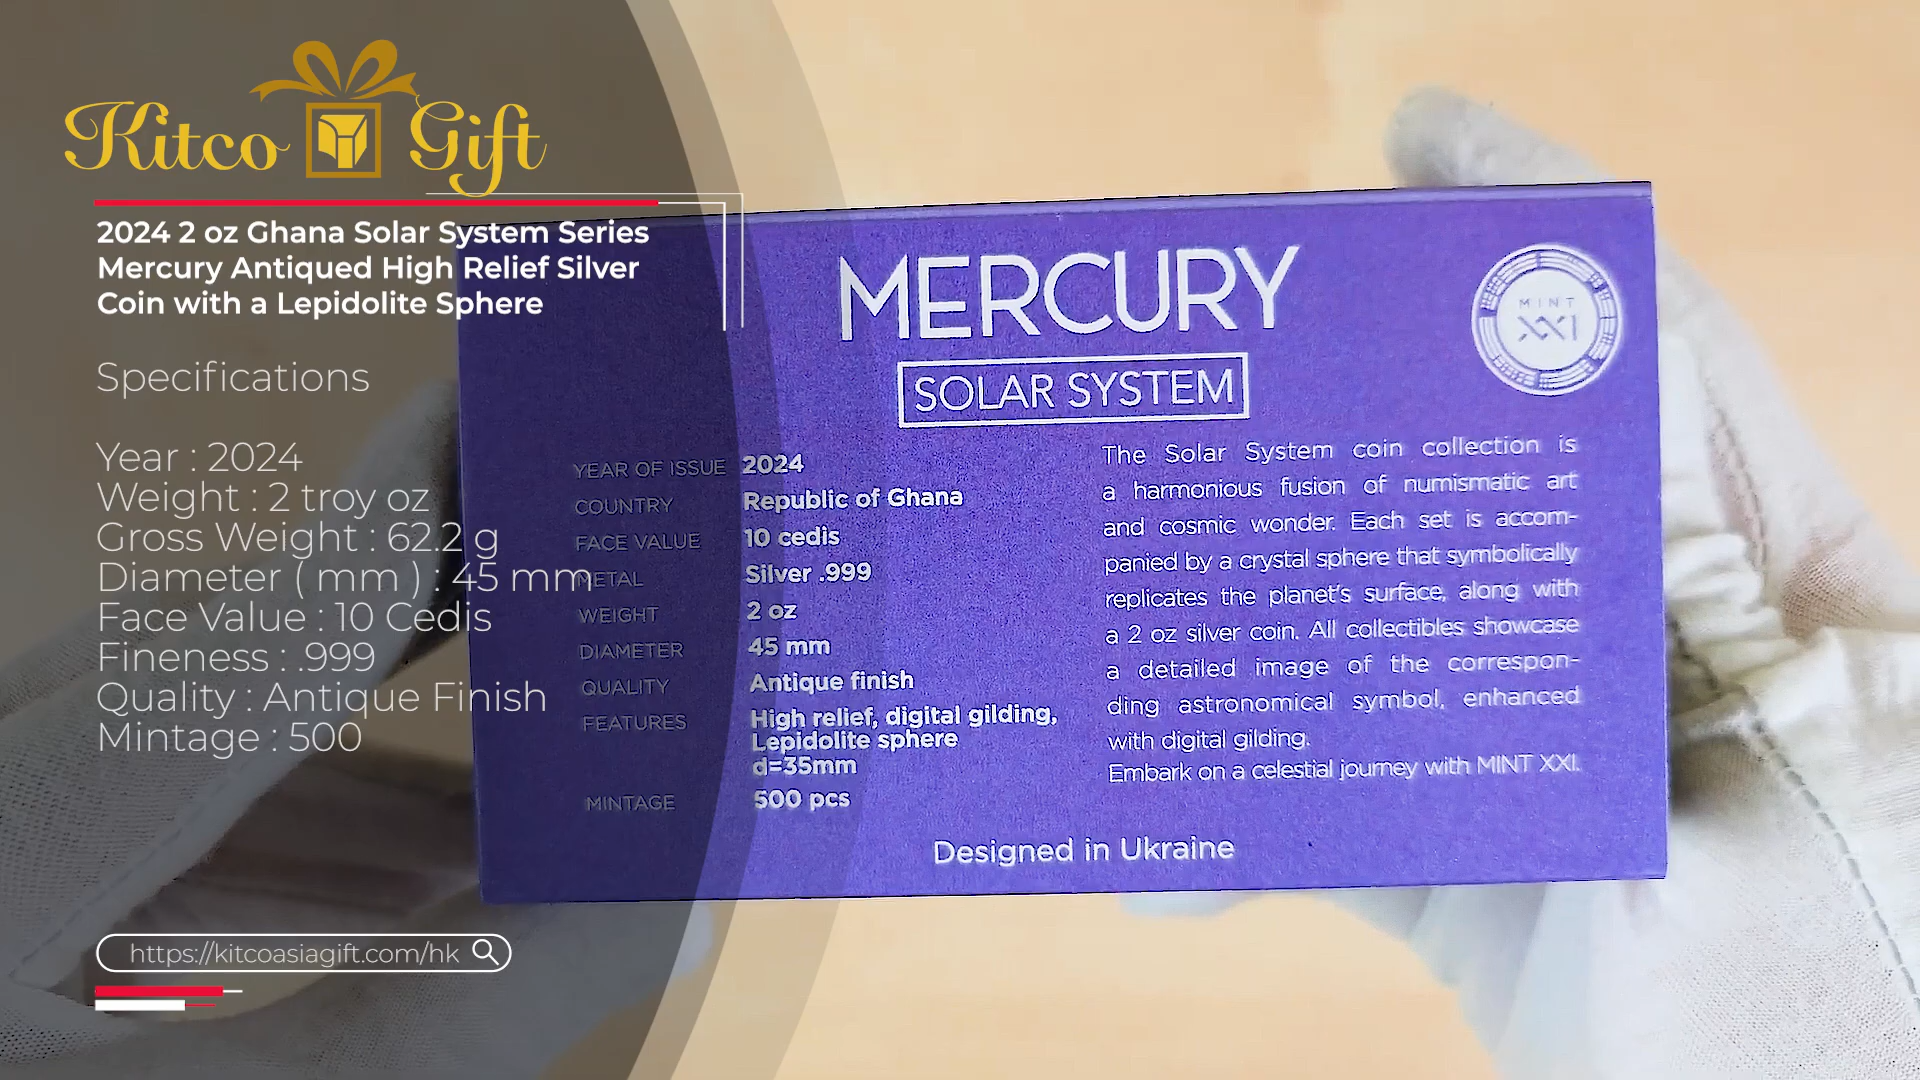 Kitco Gift
2024 2 oz Ghana Solar System Series
Mercury Antiqued High Relief Silver
Coin with a Lepidolite Sphere
Specifications
Year : 2024
Weight : 2 troy oz
Gross Weight : 62.2 g
Diameter ( mm ) : 45 mm
Face Value : 10 Cedis
Fineness : .999
Quality : Antique Finish
Mintage : 500
https://kitcoasiagift.com/hk
MERCURY
SOLAR SYSTEM
MINT
XXI
YEAR OF ISSUE 2024
COUNTRY Republic of Ghana
FACE VALUE 10 cedis
METAL Silver .999
WEIGHT 2 oz
DIAMETER 45 mm
QUALITY Antique finish
FEATURES High relief, digital gilding,
Lepidolite sphere
d=35mm
MINTAGE 500 pcs
The Solar System coin collection is
a harmonious fusion of numismatic art
and cosmic wonder. Each set is accom-
panied by a crystal sphere that symbolically
replicates the planet's surface, along with
a 2 oz silver coin. All collectibles showcase
a detailed image of the correspon-
ding astronomical symbol, enhanced
with digital gilding.
Embark on a celestial journey with MINT XXI.
Designed in Ukraine